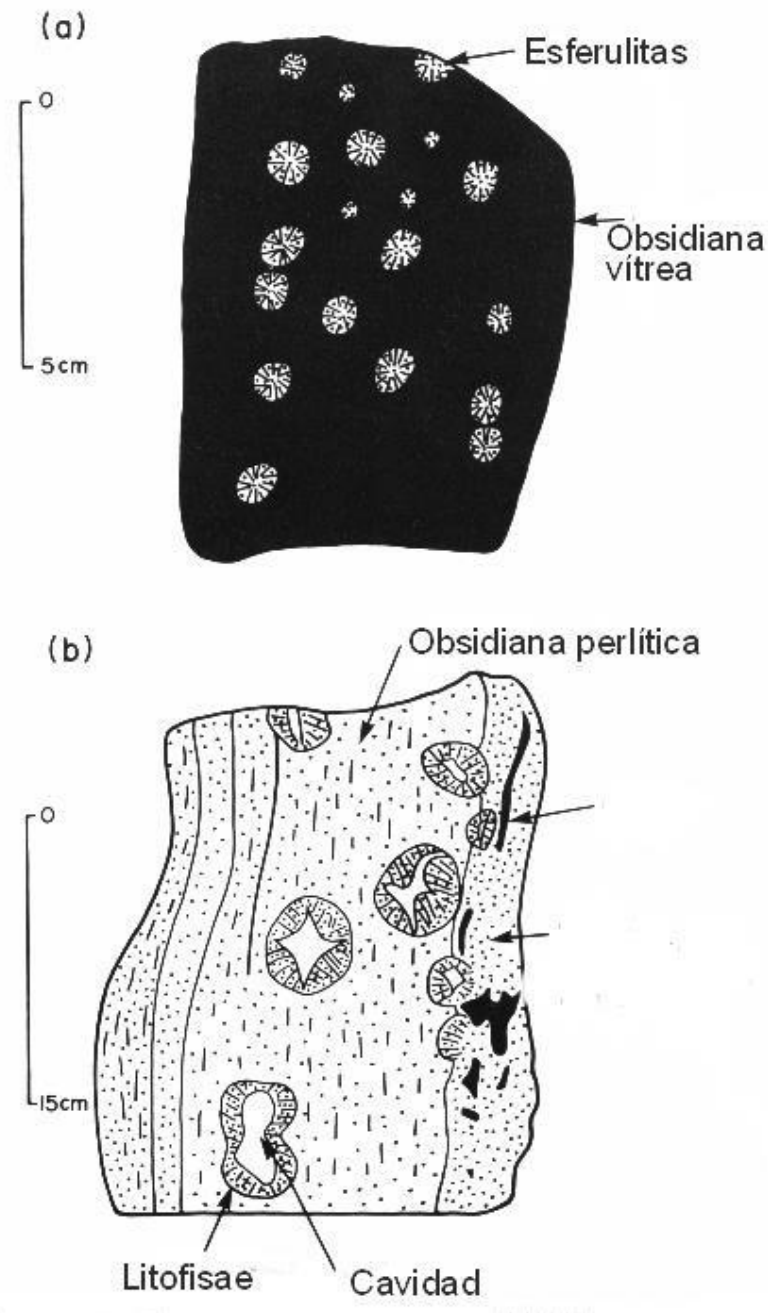 (a)
Esferulitas
0
Obsidiana
vítrea
5cm
(b)
Obsidiana perlítica
0
15cm
Litofisae
Cavidad